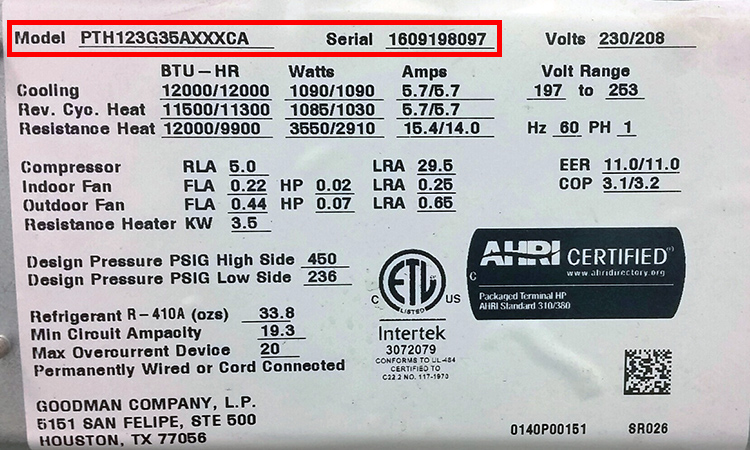 Model PTH123G35AXXXCA Serial 1609198097 Volts 230/208
BTU-HR Watts Amps Volt Range
Cooling 12000/12000 1090/1090 5.7/5.7 197 to 253
Rev. Cyc. Heat 11500/11300 1085/1030 5.7/5.7
Resistance Heat 12000/9900 3550/2910 15.4/14.0 Hz 60 PH 1
Compressor RLA 5.0 LRA 29.5 EER 11.0/11.0
Indoor Fan FLA 0.22 HP 0.02 LRA 0.25 COP 3.1/3.2
Outdoor Fan FLA 0.44 HP 0.07 LRA 0.65
Resistance Heater KW 3.5
Design Pressure PSIG High Side 450
Design Pressure PSIG Low Side 236
Refrigerant R-410A (ozs) 33.8
Min Circuit Ampacity 19.3
Max Overcurrent Device 20
Permanently Wired or Cord Connected
C ETL LISTED US
Intertek
3072079
CONFORMS TO UL-484
CERTIFIED TO
C22.2 NO. 117-1970
C AHRI CERTIFIED®
www.ahridirectory.org
Packaged Terminal HP
AHRI Standard 310/380
GOODMAN COMPANY, L.P.
5151 SAN FELIPE, STE 500
HOUSTON, TX 77056
0140P00151 SR026